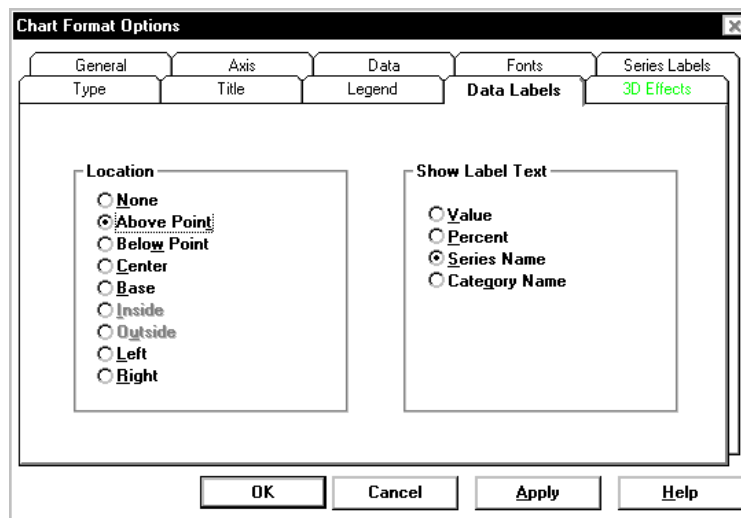 Chart Format Options
General Axis Data Fonts Series Labels
Type Title Legend Data Labels 3D Effects
Location
None
Above Point
Below Point
Center
Base
Inside
Outside
Left
Right
Show Label Text
Value
Percent
Series Name
Category Name
OK Cancel Apply Help